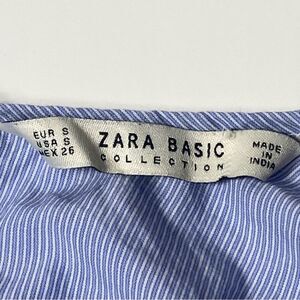 EUR S
USA S
MEX 26
ZARA BASIC
COLLECTION
MADE
IN
INDIA